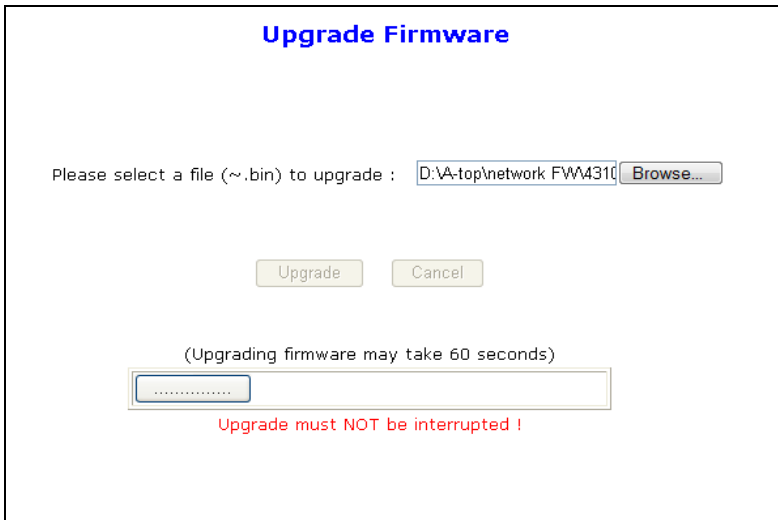 Upgrade Firmware
Please select a file (~.bin) to upgrade : D:\A-top\network FW\4310 Browse...
Upgrade Cancel
(Upgrading firmware may take 60 seconds)
...............
Upgrade must NOT be interrupted !